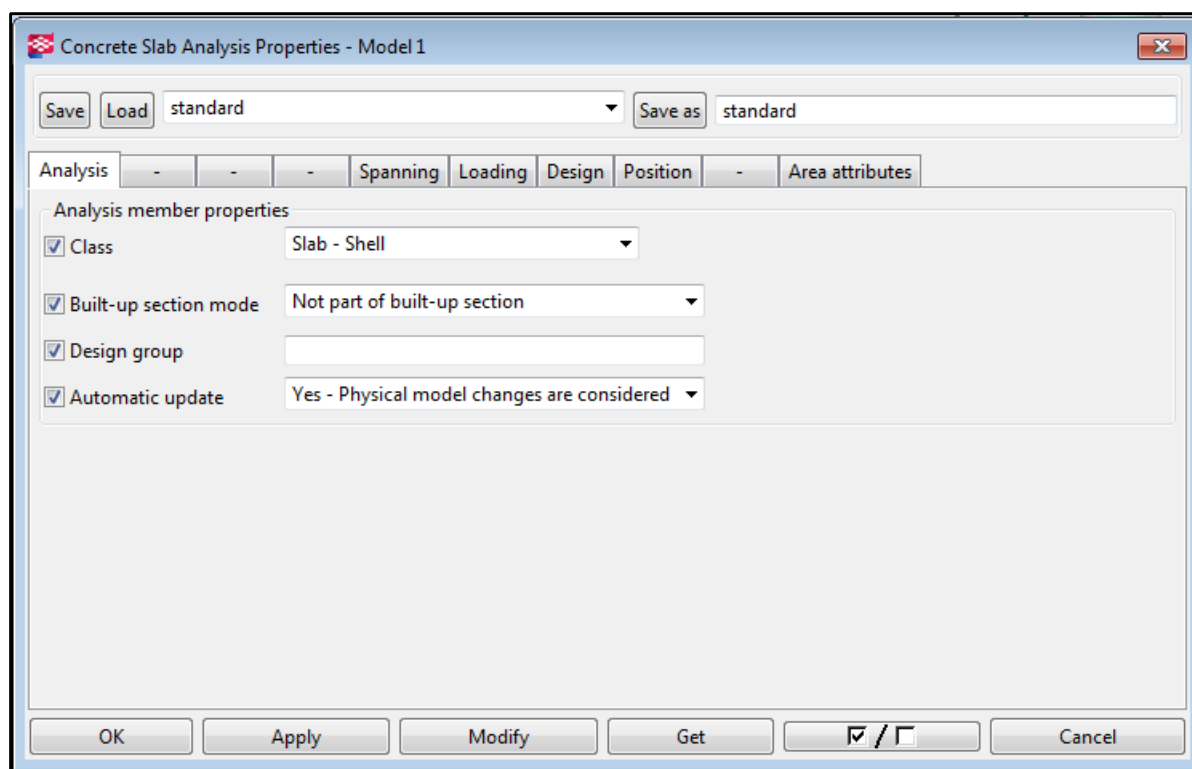 Concrete Slab Analysis Properties - Model 1
Save Load standard Save as standard
Analysis - - - Spanning Loading Design Position - Area attributes
Analysis member properties
Class Slab - Shell
Built-up section mode Not part of built-up section
Design group
Automatic update Yes - Physical model changes are considered
OK Apply Modify Get / Cancel